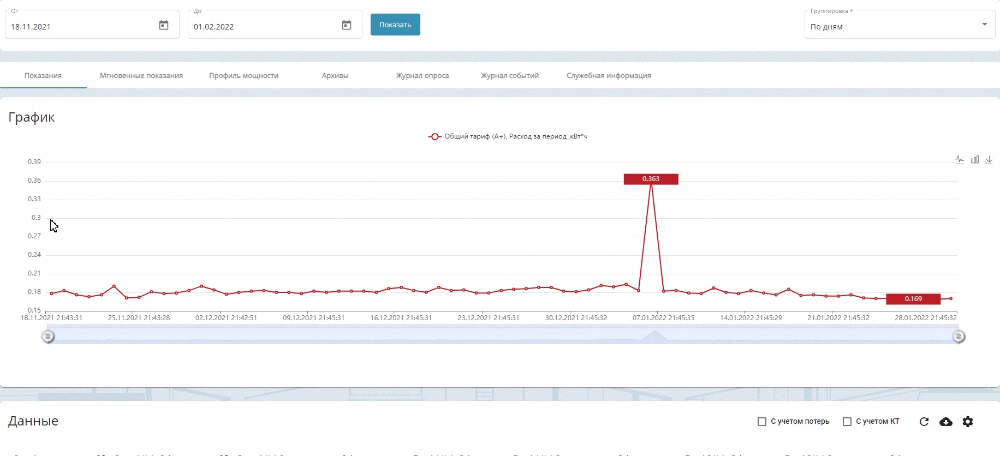 От До Группировка *
18.11.2021 01.02.2022 Показать По дням
Показания Мгновенные показания Профиль мощности Архивы Журнал опроса Журнал событий Служебная информация
График
Общий тариф (А+), Расход за период ,кВт*ч
0.39
0.36
0.33
0.3
0.27
0.24
0.21
0.18
0.15
0.363
0.169
18.11.2021 21:43:31 25.11.2021 21:43:28 02.12.2021 21:42:51 09.12.2021 21:45:31 16.12.2021 21:45:31 23.12.2021 21:45:31 30.12.2021 21:45:32 07.01.2022 21:45:35 14.01.2022 21:45:29 21.01.2022 21:45:32 28.01.2022 21:45:32
Данные С учетом потерь С учетом КТ